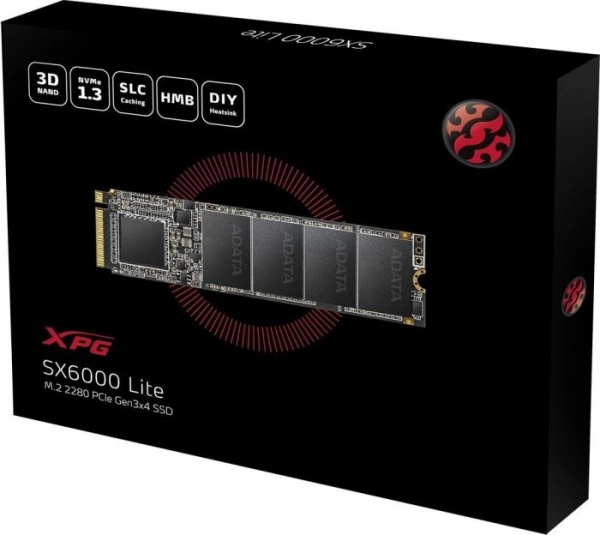 SX6000 Lite
3D
NAND
NVMe
1.3
SLC
Caching
HMB
DIY
Heatsink
ADATA
ADATA
ADATA
ADATA
XPG
SX6000 Lite
M.2 2280 PCIe Gen3x4 SSD